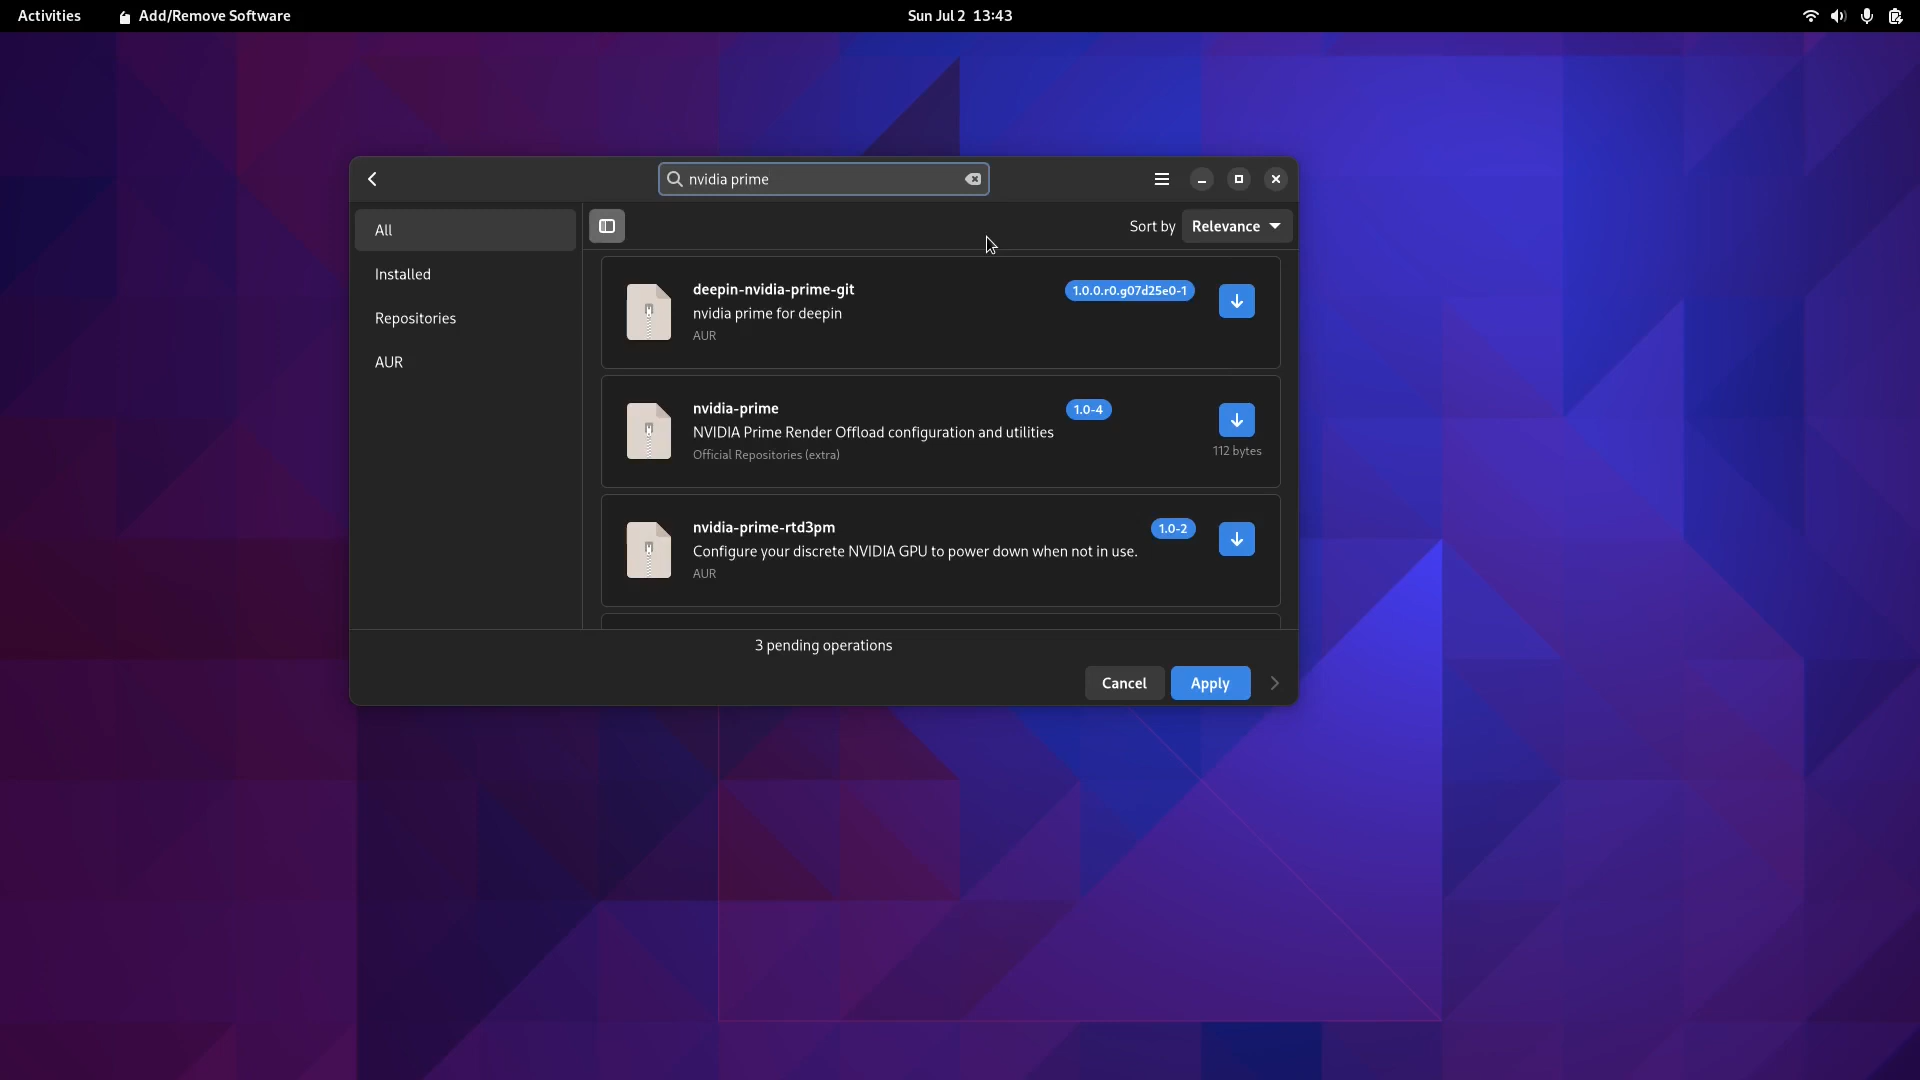 Activities
Add/Remove Software
Sun Jul 2 13:43
nvidia prime
All
Installed
Repositories
AUR
Sort by
Relevance
deepin-nvidia-prime-git
1.0.0.r0.g07d25e0-1
nvidia prime for deepin
AUR
nvidia-prime
1.0-4
NVIDIA Prime Render Offload configuration and utilities
Official Repositories (extra)
112 bytes
nvidia-prime-rtd3pm
1.0-2
Configure your discrete NVIDIA GPU to power down when not in use.
AUR
3 pending operations
Cancel
Apply